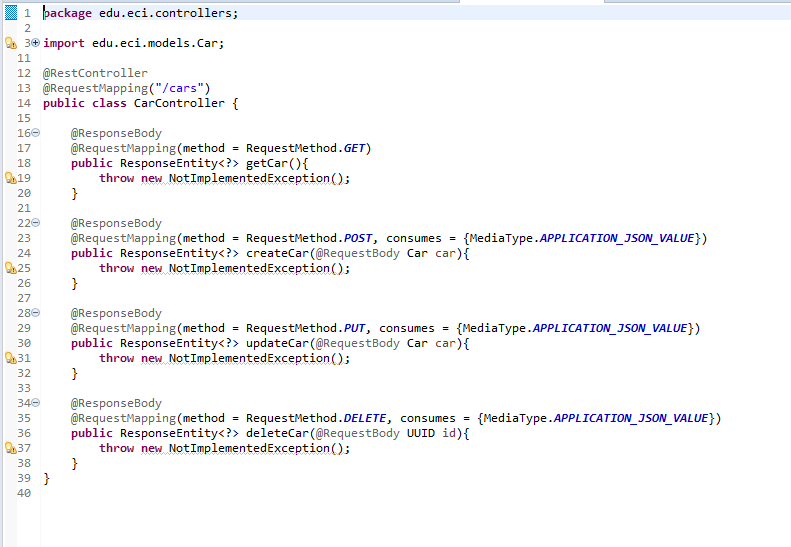 1 package edu.eci.controllers;
2
3 import edu.eci.models.Car;
11
12 @RestController
13 @RequestMapping("/cars")
14 public class CarController {
15
16 @ResponseBody
17 @RequestMapping(method = RequestMethod.GET)
18 public ResponseEntity<?> getCar(){
19 throw new NotImplementedException();
20 }
21
22 @ResponseBody
23 @RequestMapping(method = RequestMethod.POST, consumes = {MediaType.APPLICATION_JSON_VALUE})
24 public ResponseEntity<?> createCar(@RequestBody Car car){
25 throw new NotImplementedException();
26 }
27
28 @ResponseBody
29 @RequestMapping(method = RequestMethod.PUT, consumes = {MediaType.APPLICATION_JSON_VALUE})
30 public ResponseEntity<?> updateCar(@RequestBody Car car){
31 throw new NotImplementedException();
32 }
33
34 @ResponseBody
35 @RequestMapping(method = RequestMethod.DELETE, consumes = {MediaType.APPLICATION_JSON_VALUE})
36 public ResponseEntity<?> deleteCar(@RequestBody UUID id){
37 throw new NotImplementedException();
38 }
39 }
40